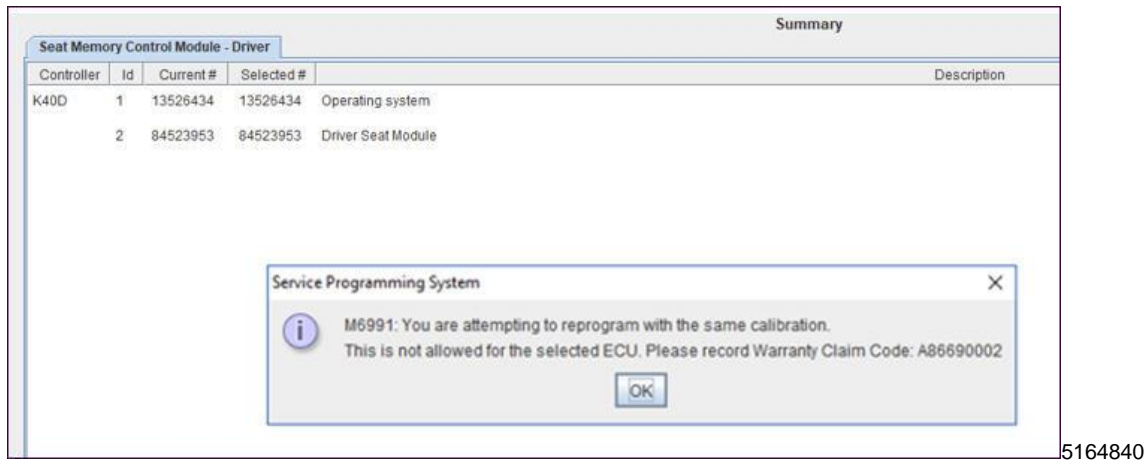 Summary
Seat Memory Control Module - Driver
Controller Id Current # Selected # Description
K40D 1 13526434 13526434 Operating system
2 84523953 84523953 Driver Seat Module
Service Programming System
M6991: You are attempting to reprogram with the same calibration.
This is not allowed for the selected ECU. Please record Warranty Claim Code: A86690002
OK
5164840